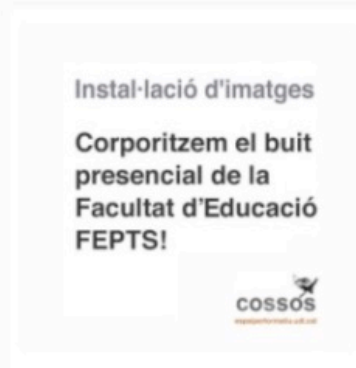 Instal·lació d'imatges
Corporitzem el buit
presencial de la
Facultat d'Educació
FEPTS!
cossos